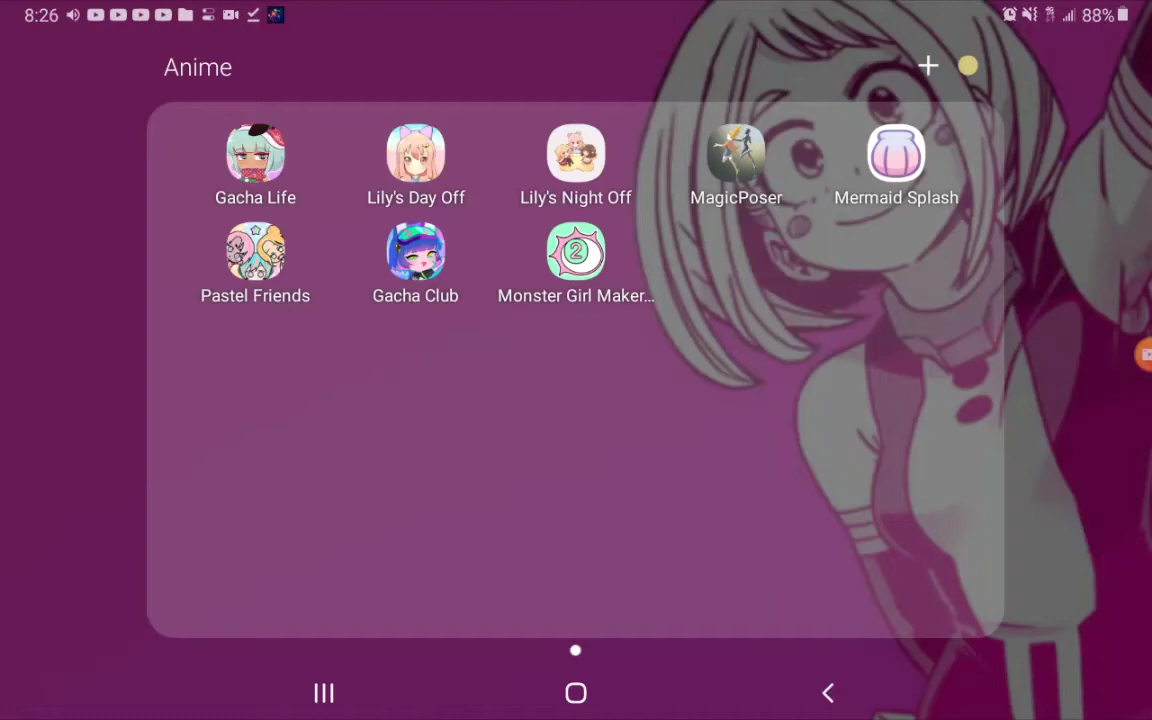 8:26 88%
Anime
Gacha Life Lily's Day Off Lily's Night Off MagicPoser Mermaid Splash
Pastel Friends Gacha Club Monster Girl Maker...
2